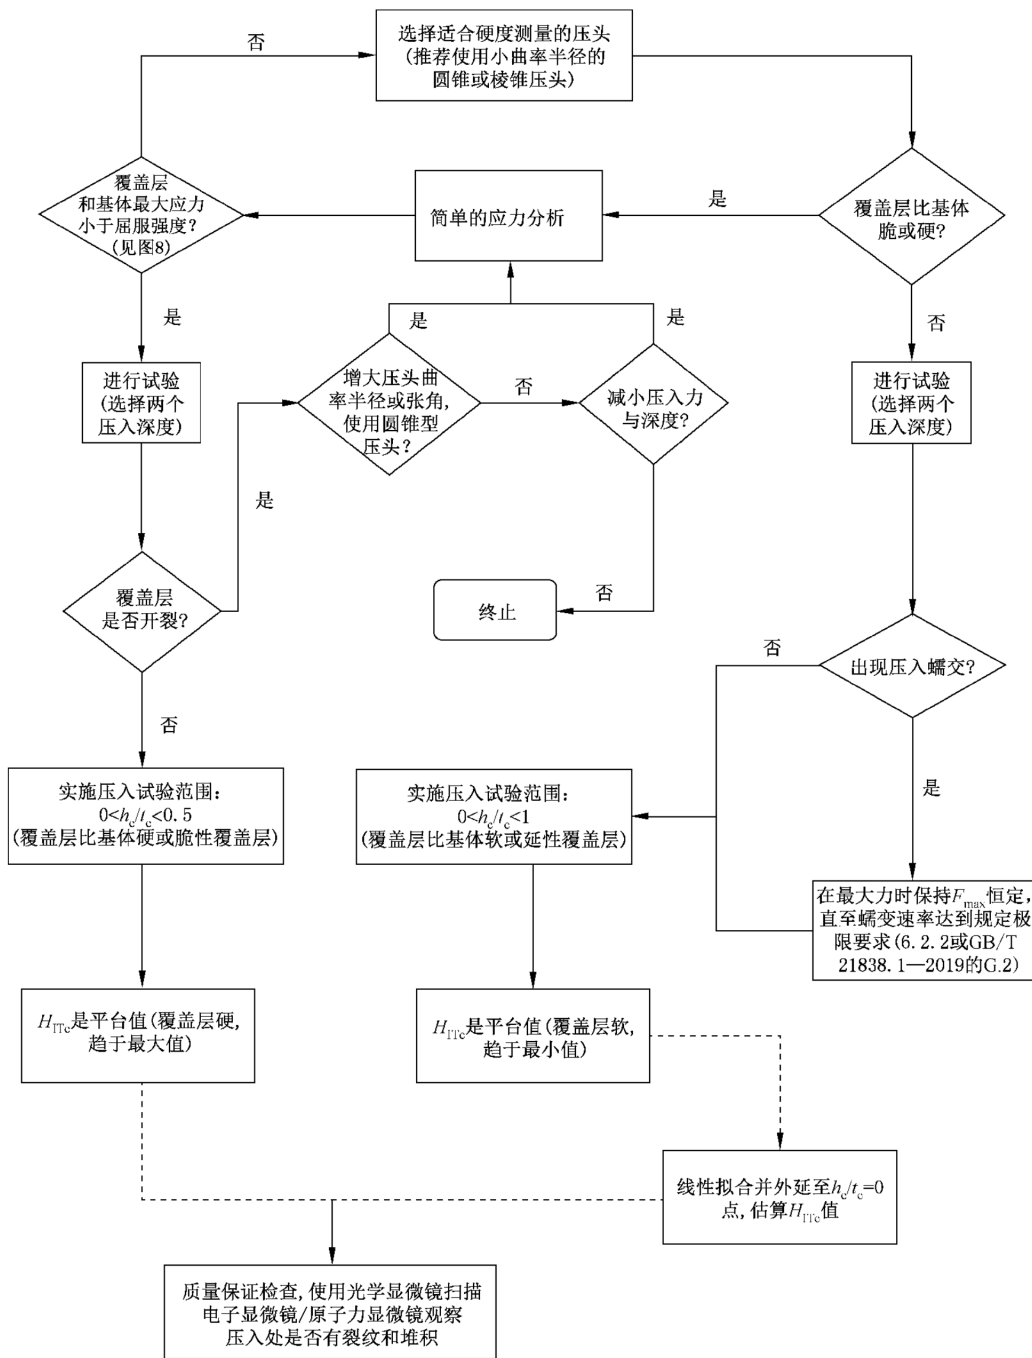 选择适合硬度测量的压头
(推荐使用小曲率半径的
圆锥或棱锥压头)
否
覆盖层
和基体最大应力
小于屈服强度?
(见图8)
简单的应力分析
是
覆盖层比基体
脆或硬?
是
是
是
否
进行试验
(选择两个
压入深度)
增大压头曲
率半径或张角,
使用圆锥型
压头?
否
减小压入力
与深度?
进行试验
(选择两个
压入深度)
是
覆盖层
是否开裂?
终止
否
否
出现压入蠕交?
否
是
实施压入试验范围:
0<hc/tc<0.5
(覆盖层比基体硬或脆性覆盖层)
实施压入试验范围:
0<hc/tc<1
(覆盖层比基体软或延性覆盖层)
在最大力时保持Fmax恒定,
直至蠕变速率达到规定极
限要求(6.2.2或GB/T
21838.1—2019的G.2)
HITc是平台值(覆盖层硬,
趋于最大值)
HITc是平台值(覆盖层软,
趋于最小值)
线性拟合并外延至hc/tc=0
点,估算HITc值
质量保证检查,使用光学显微镜扫描
电子显微镜/原子力显微镜观察
压入处是否有裂纹和堆积